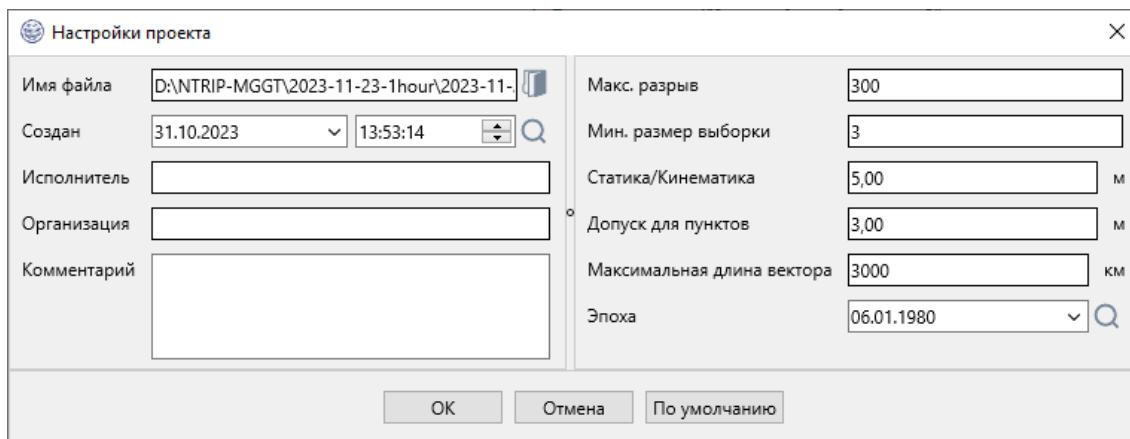 Настройки проекта
Имя файла D:\NTRIP-MGGT\2023-11-23-1hour\2023-11-
Создан 31.10.2023 13:53:14
Исполнитель
Организация
Комментарий
Макс. разрыв 300
Мин. размер выборки 3
Статика/Кинематика 5,00 м
Допуск для пунктов 3,00 м
Максимальная длина вектора 3000 км
Эпоха 06.01.1980
ОК Отмена По умолчанию